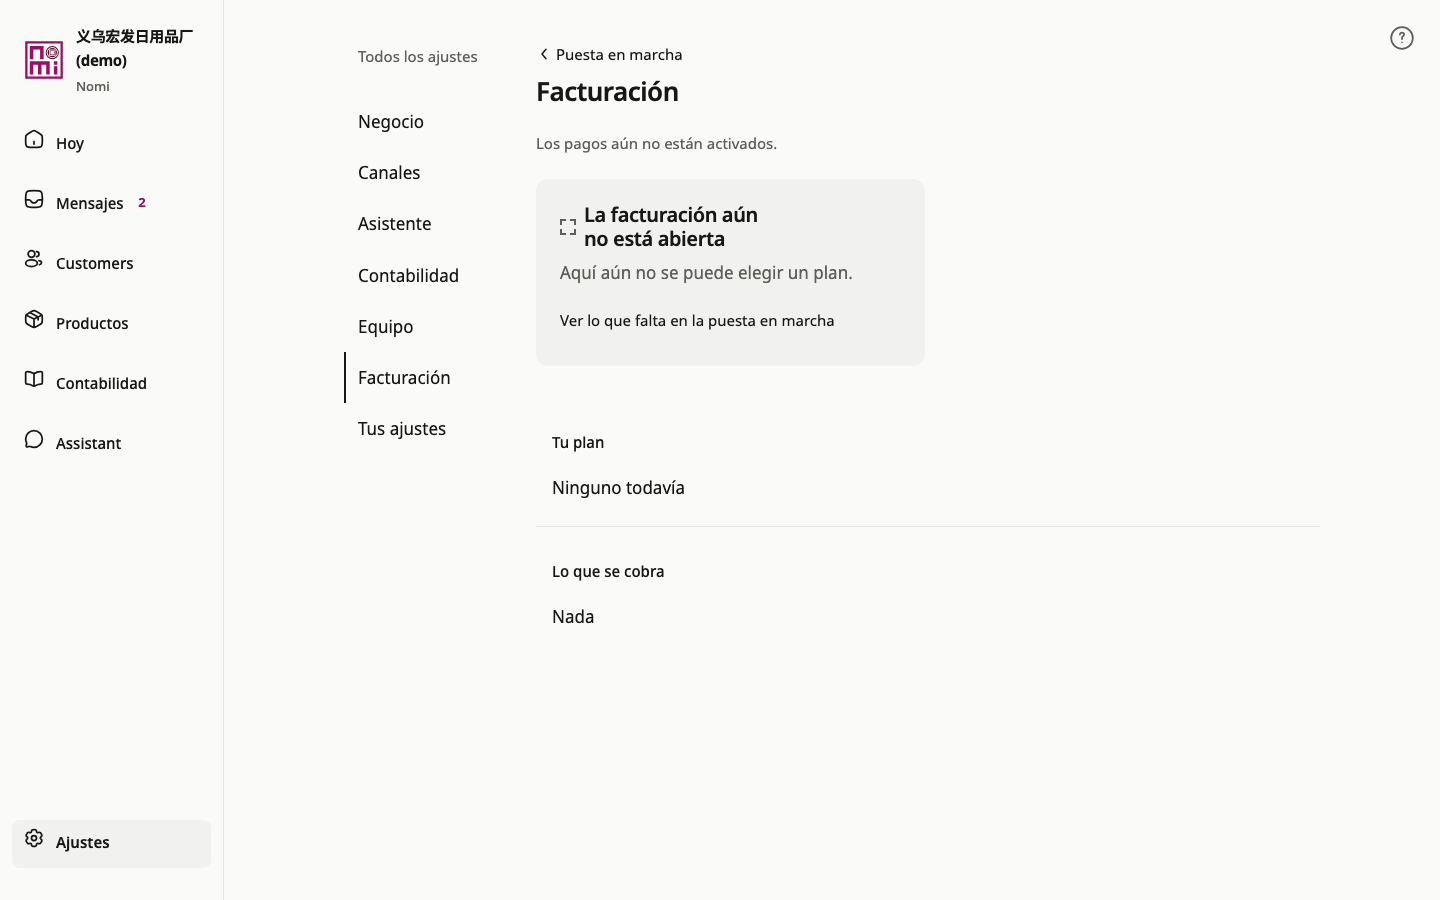 义乌宏发日用品厂
(demo)
Nomi
Hoy
Mensajes 2
Customers
Productos
Contabilidad
Assistant
Ajustes
Todos los ajustes
Negocio
Canales
Asistente
Contabilidad
Equipo
Facturación
Tus ajustes
Puesta en marcha
Facturación
Los pagos aún no están activados.
La facturación aún
no está abierta
Aquí aún no se puede elegir un plan.
Ver lo que falta en la puesta en marcha
Tu plan
Ninguno todavía
Lo que se cobra
Nada